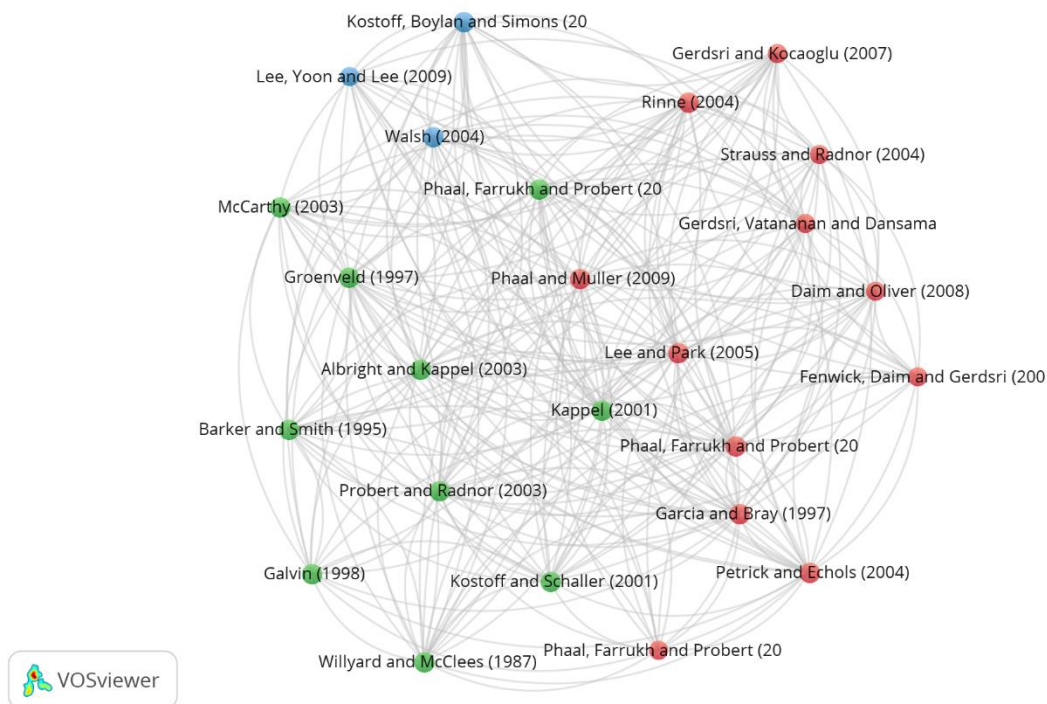 Kostoff, Boylan and Simons (20
Gerdsri and Kocaoglu (2007)
Lee, Yoon and Lee (2009)
Rinne (2004)
Walsh (2004)
Strauss and Radnor (2004)
Phaal, Farrukh and Probert (20
McCarthy (2003)
Gerdsri, Vatananan and Dansama
Groenveld (1997)
Phaal and Muller (2009)
Daim and Oliver (2008)
Lee and Park (2005)
Albright and Kappel (2003)
Fenwick, Daim and Gerdsri (200
Kappel (2001)
Barker and Smith (1995)
Phaal, Farrukh and Probert (20
Probert and Radnor (2003)
Garcia and Bray (1997)
Galvin (1998)
Kostoff and Schaller (2001)
Petrick and Echols (2004)
Phaal, Farrukh and Probert (20
Willyard and McClees (1987)
VOSviewer